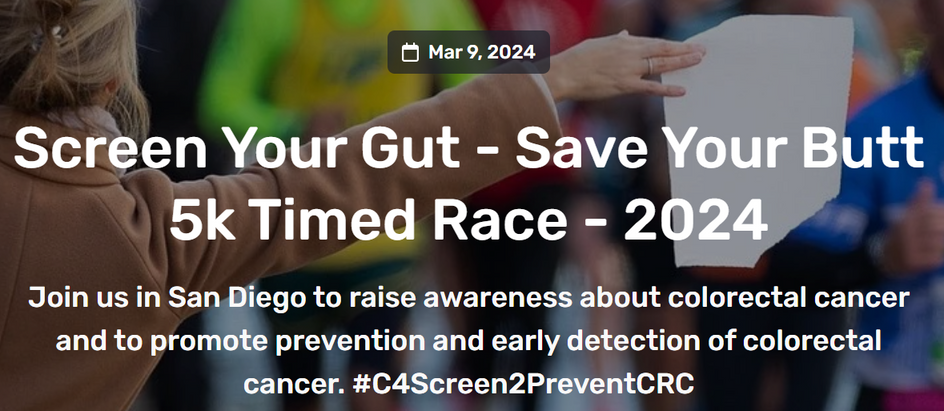 Mar 9, 2024
Screen Your Gut - Save Your Butt
5k Timed Race - 2024
Join us in San Diego to raise awareness about colorectal cancer
and to promote prevention and early detection of colorectal
cancer. #C4Screen2PreventCRC